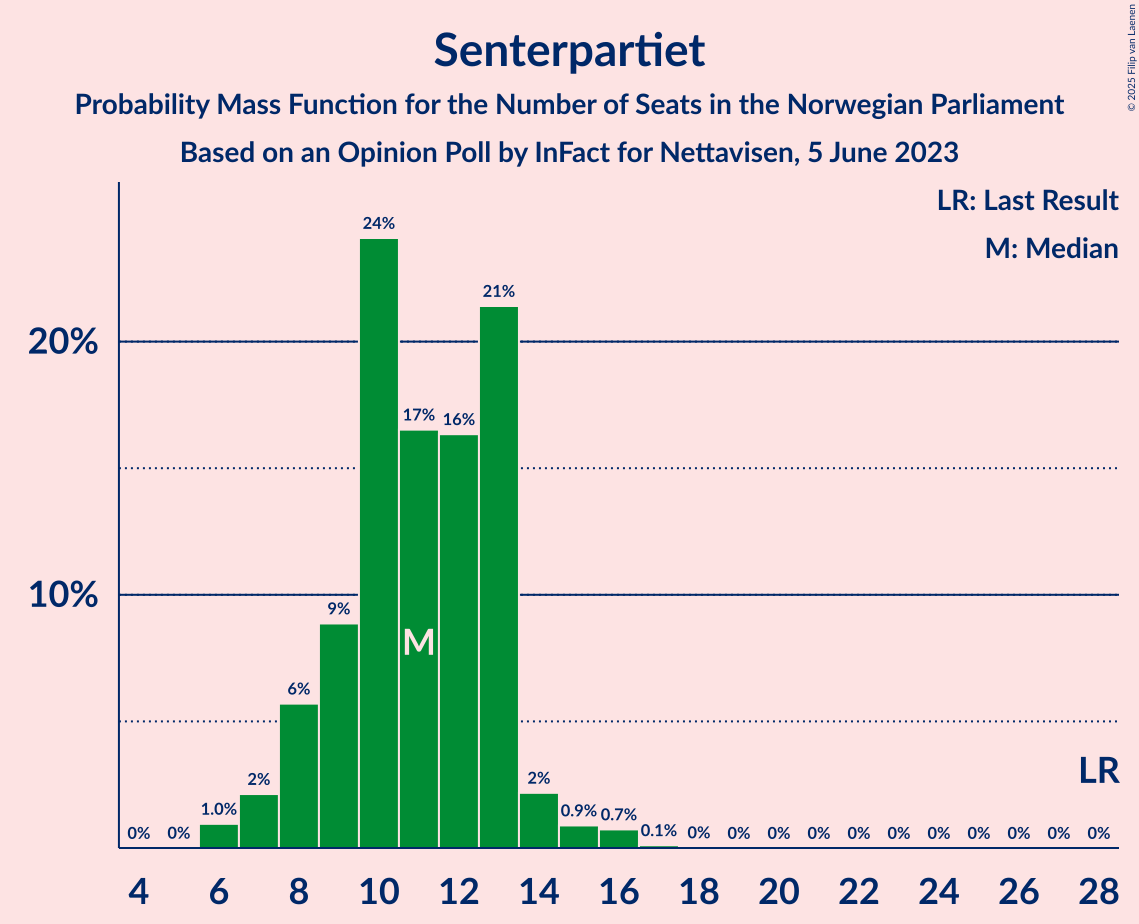 Senterpartiet
Probability Mass Function for the Number of Seats in the Norwegian Parliament
Based on an Opinion Poll by InFact for Nettavisen, 5 June 2023
© 2025 Filip van Laenen
LR: Last Result
M: Median
24%
21%
20%
17% 16%
10%
9%
M
6%
LR
2% 2%
1.0% 0.9% 0.7%
0% 0% 0.1% 0% 0% 0% 0% 0% 0% 0% 0% 0% 0% 0%
4 6 8 10 12 14 16 18 20 22 24 26 28